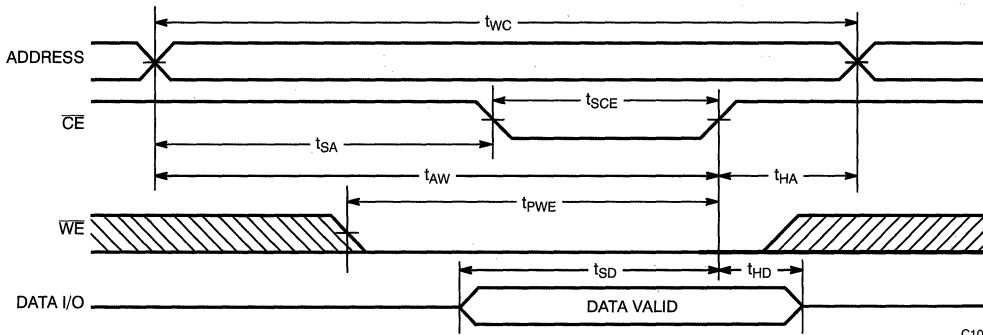 tWC
ADDRESS
CE
tSCE
tSA
tAW
tHA
tPWE
WE
tSD
tHD
DATA I/O
DATA VALID